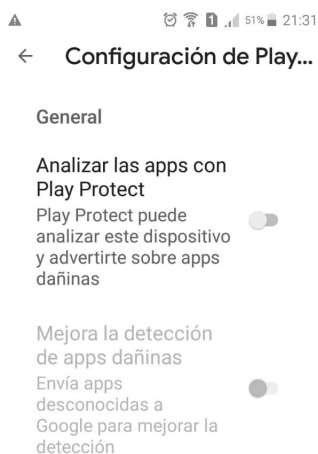 1 51% 21:31
Configuración de Play...
General
Analizar las apps con
Play Protect
Play Protect puede
analizar este dispositivo
y advertirte sobre apps
dañinas
Mejora la detección
de apps dañinas
Envía apps
desconocidas a
Google para mejorar la
detección